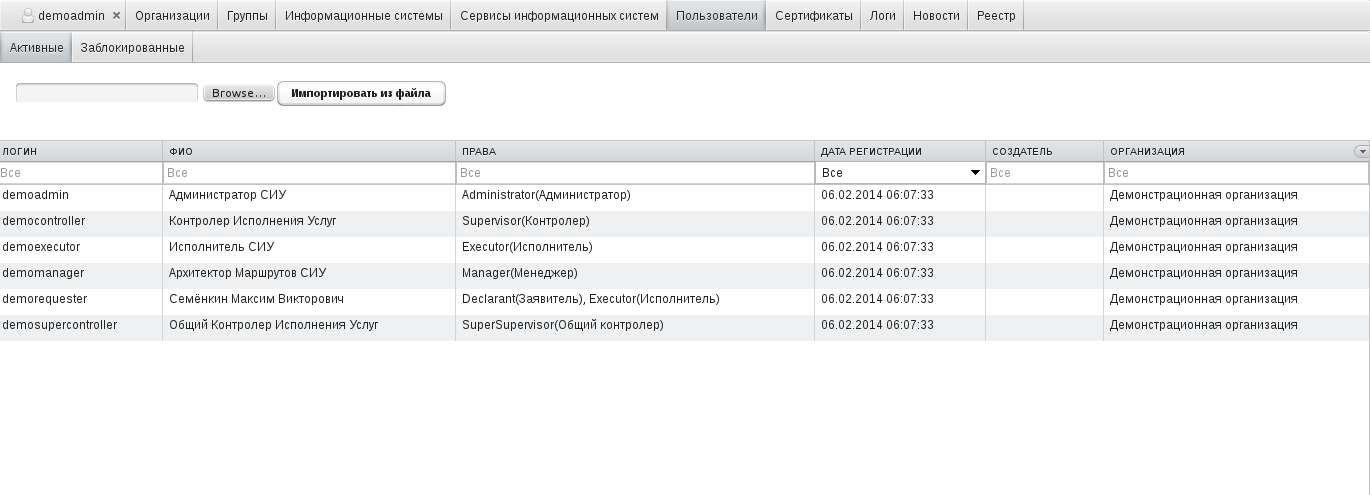 demoadmin × Организации Группы Информационные системы Сервисы информационных систем Пользователи Сертификаты Логи Новости Реестр
Активные Заблокированные
Browse... Импортировать из файла
ЛОГИН ФИО ПРАВА ДАТА РЕГИСТРАЦИИ СОЗДАТЕЛЬ ОРГАНИЗАЦИЯ
Все Все Все Все Все Все
demoadmin Администратор СИУ Administrator(Администратор) 06.02.2014 06:07:33 Демонстрационная организация
democontroller Контролер Исполнения Услуг Supervisor(Контролер) 06.02.2014 06:07:33 Демонстрационная организация
demoexecutor Исполнитель СИУ Executor(Исполнитель) 06.02.2014 06:07:33 Демонстрационная организация
demomanager Архитектор Маршрутов СИУ Manager(Менеджер) 06.02.2014 06:07:33 Демонстрационная организация
demorequester Семёнкин Максим Викторович Declarant(Заявитель), Executor(Исполнитель) 06.02.2014 06:07:33 Демонстрационная организация
demosupercontroller Общий Контролер Исполнения Услуг SuperSupervisor(Общий контролер) 06.02.2014 06:07:33 Демонстрационная организация